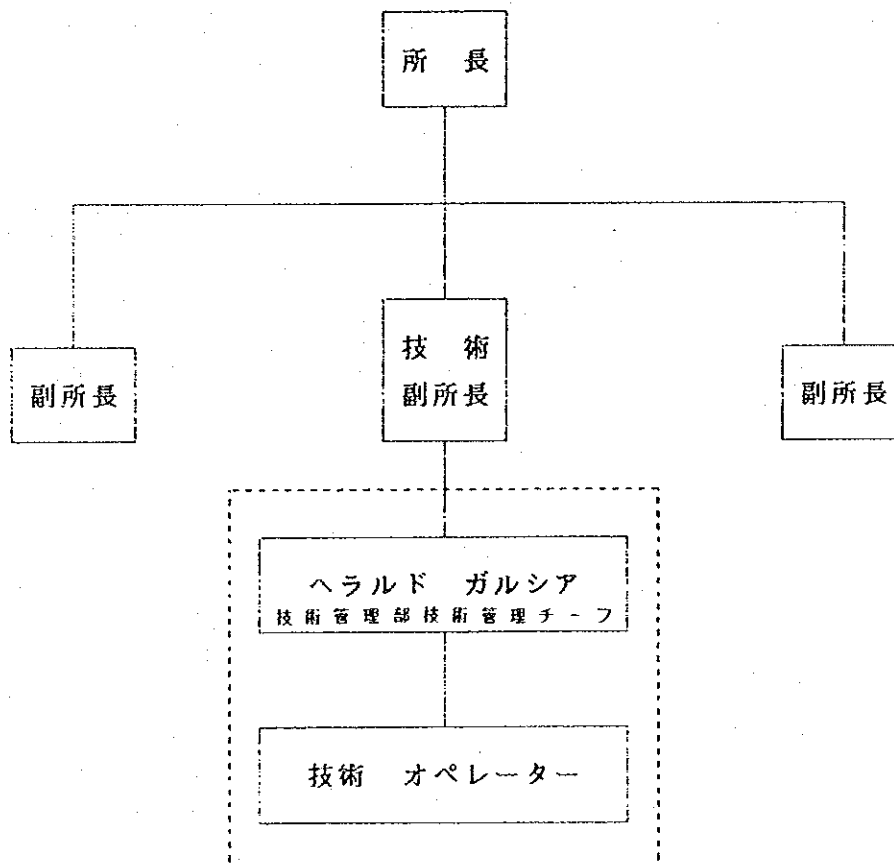 所 長
技 術
副所長
副所長
副所長
ヘラルド ガルシア
技術管理部技術管理チーフ
技術 オペレーター